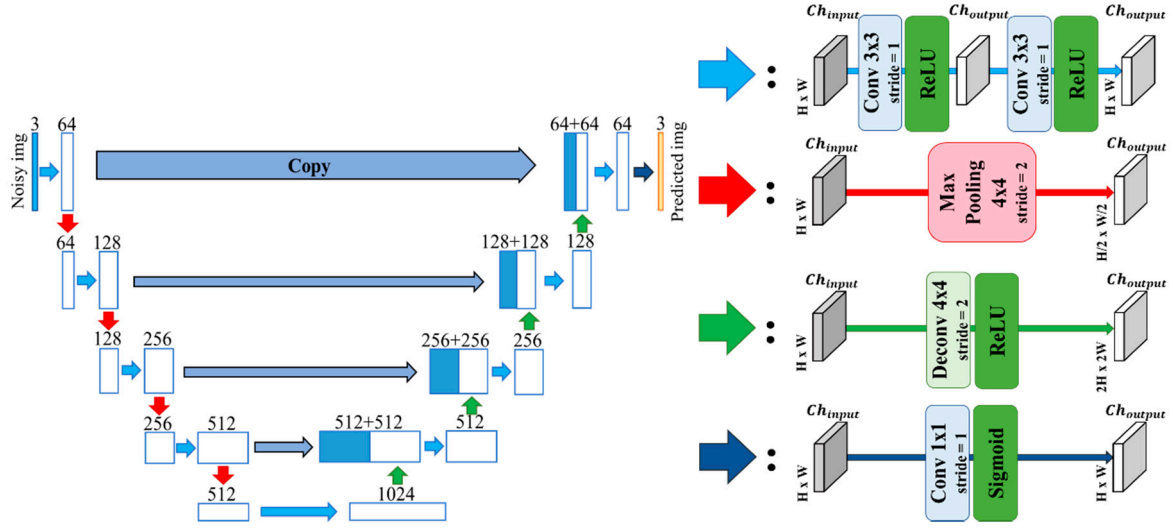 Noisy img
3
64
Copy
64+64
64
3
Predicted img
64
128
128+128
128
128
256
256+256
256
256
512
512+512
512
512
1024
:
Ch_input
H x W
Conv 3x3
stride = 1
ReLU
Ch_output
Conv 3x3
stride = 1
ReLU
Ch_output
H x W
:
Ch_input
H x W
Max
Pooling
4x4
stride = 2
Ch_output
H/2 x W/2
:
Ch_input
H x W
Deconv 4x4
stride = 2
ReLU
Ch_output
2H x 2W
:
Ch_input
H x W
Conv 1x1
stride = 1
Sigmoid
Ch_output
H x W